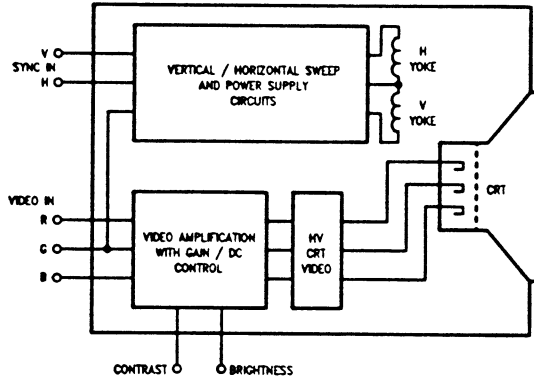 V
SYNC IN
H
VERTICAL / HORIZONTAL SWEEP
AND POWER SUPPLY
CIRCUITS
H
YOKE
V
YOKE
CRT
VIDEO IN
R
G
B
VIDEO AMPLIFICATION
WITH GAIN / DC
CONTROL
HV
CRT
VIDEO
CONTRAST
BRIGHTNESS